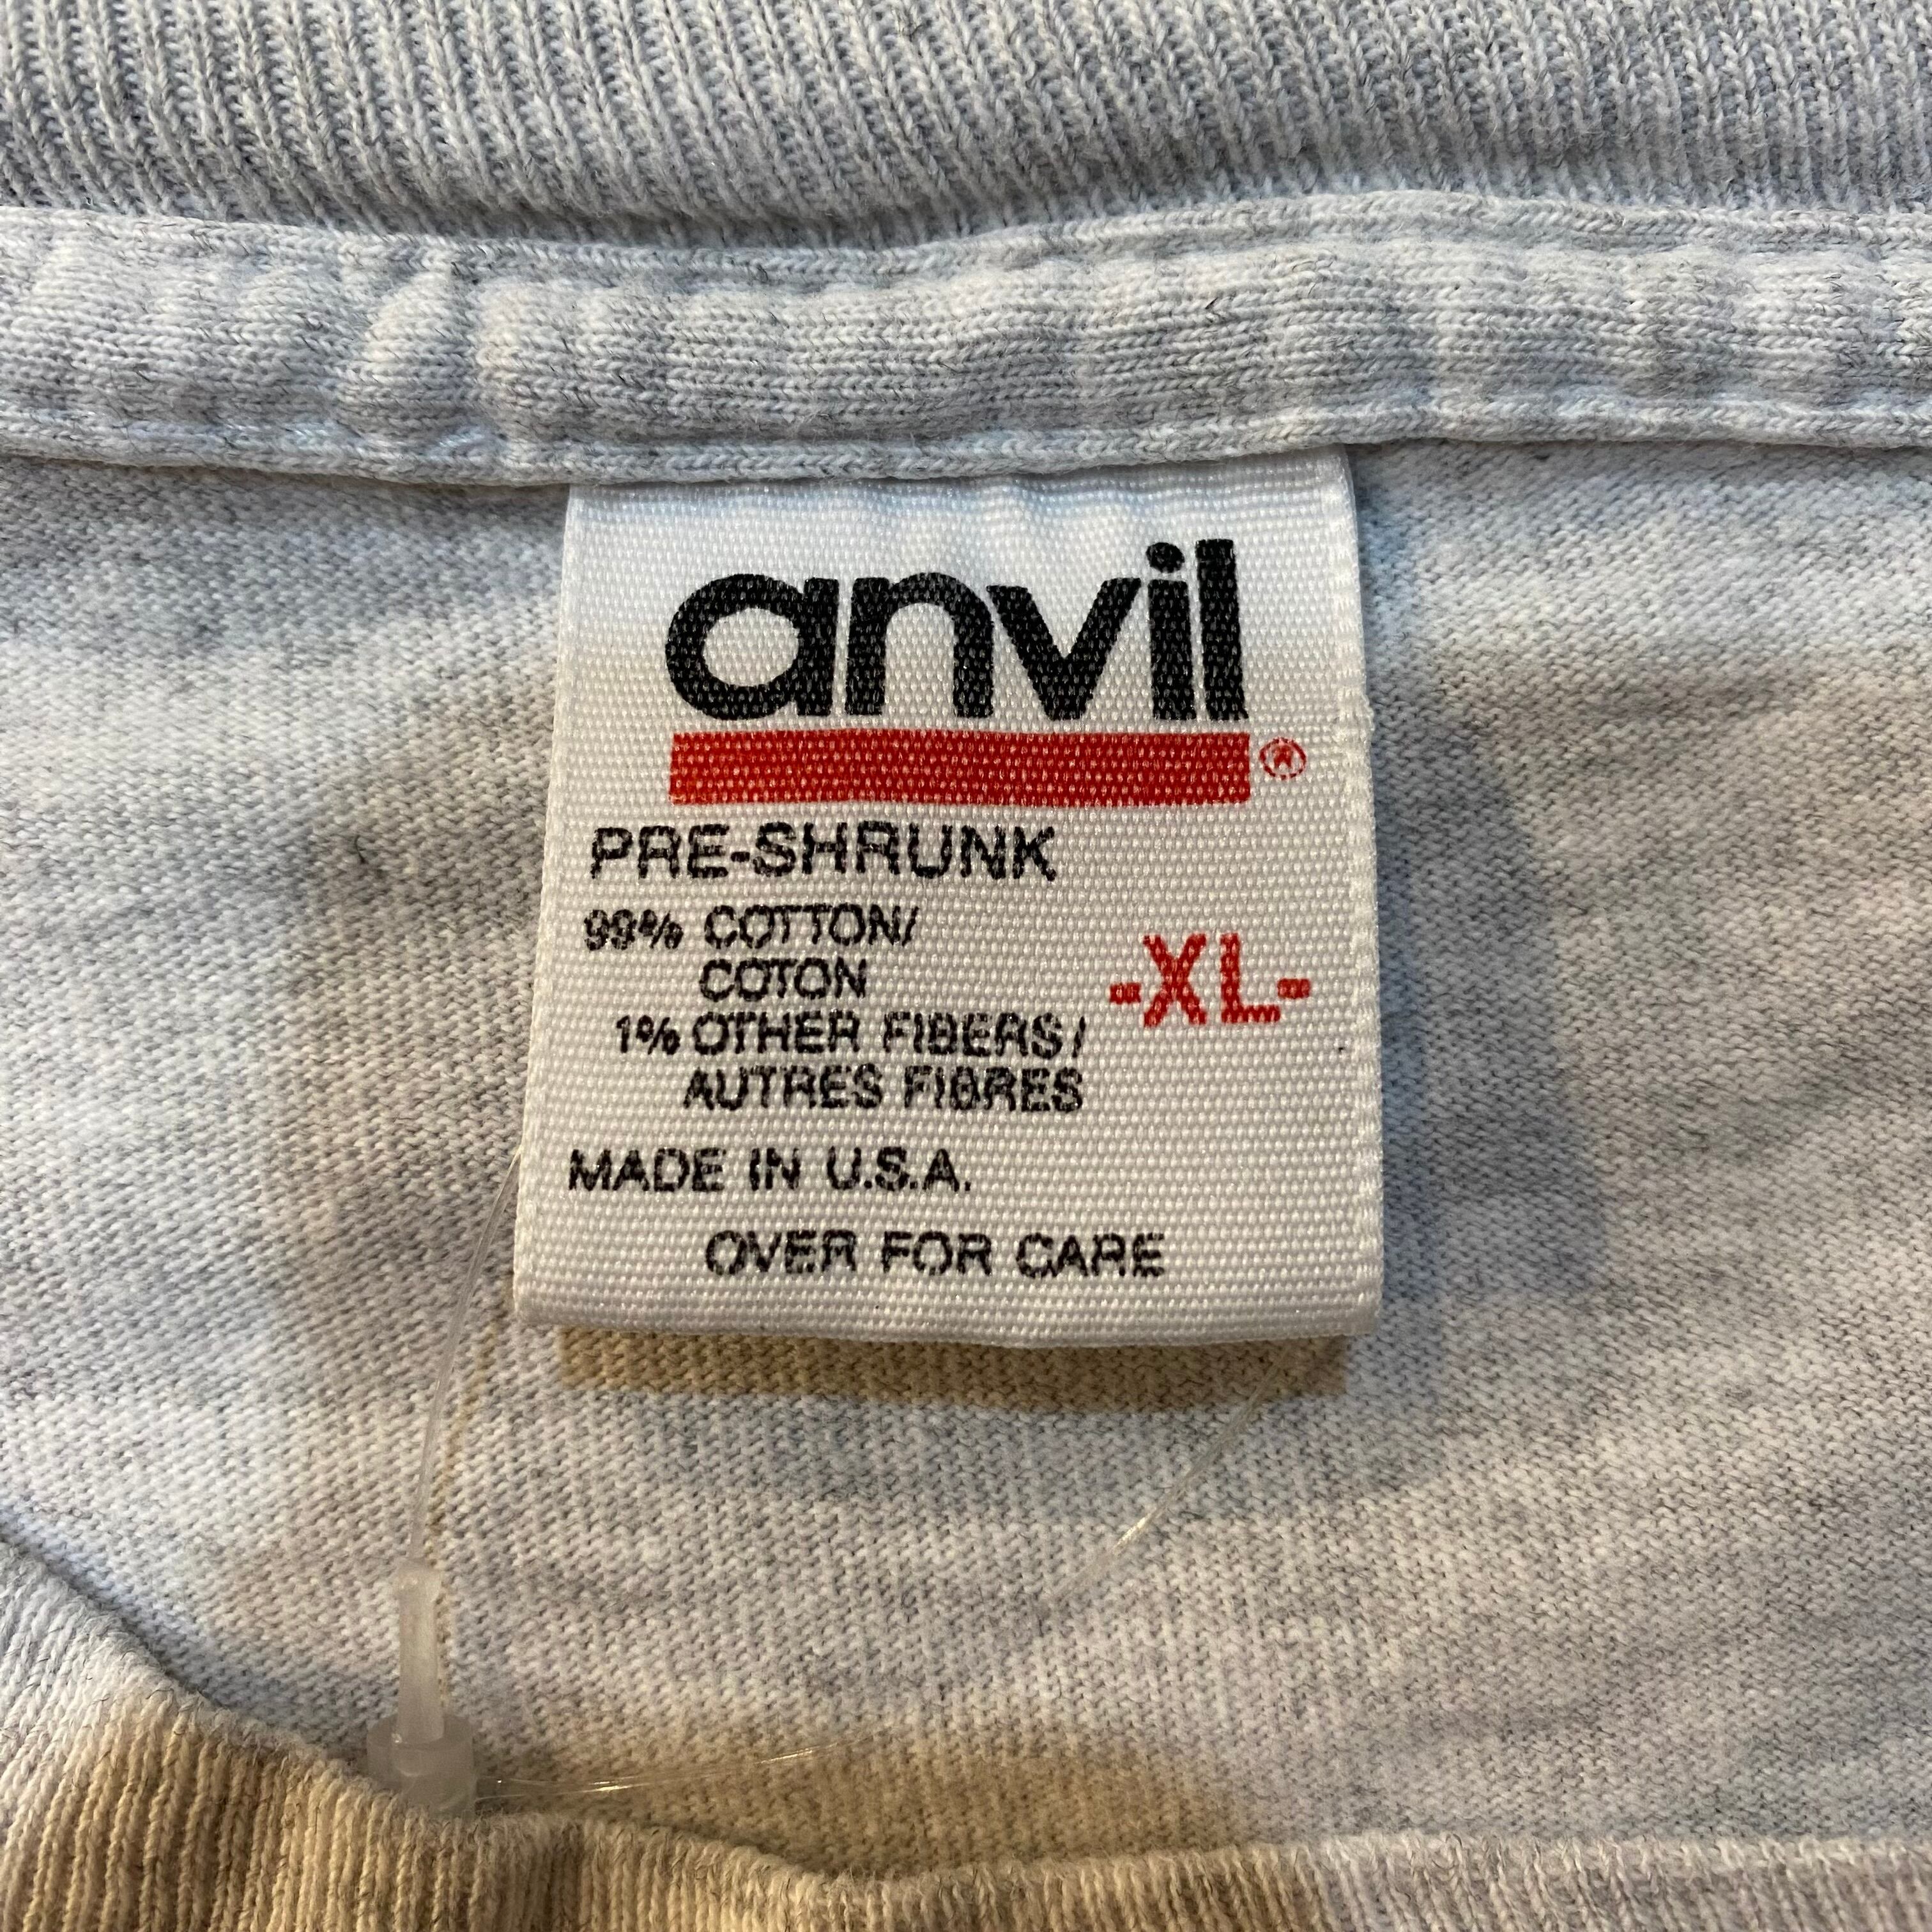 anvil®
PRE-SHRUNK
99% COTTON/
COTON
-XL-
1% OTHER FIBERS/
AUTRES FIBRES
MADE IN U.S.A.
OVER FOR CARE